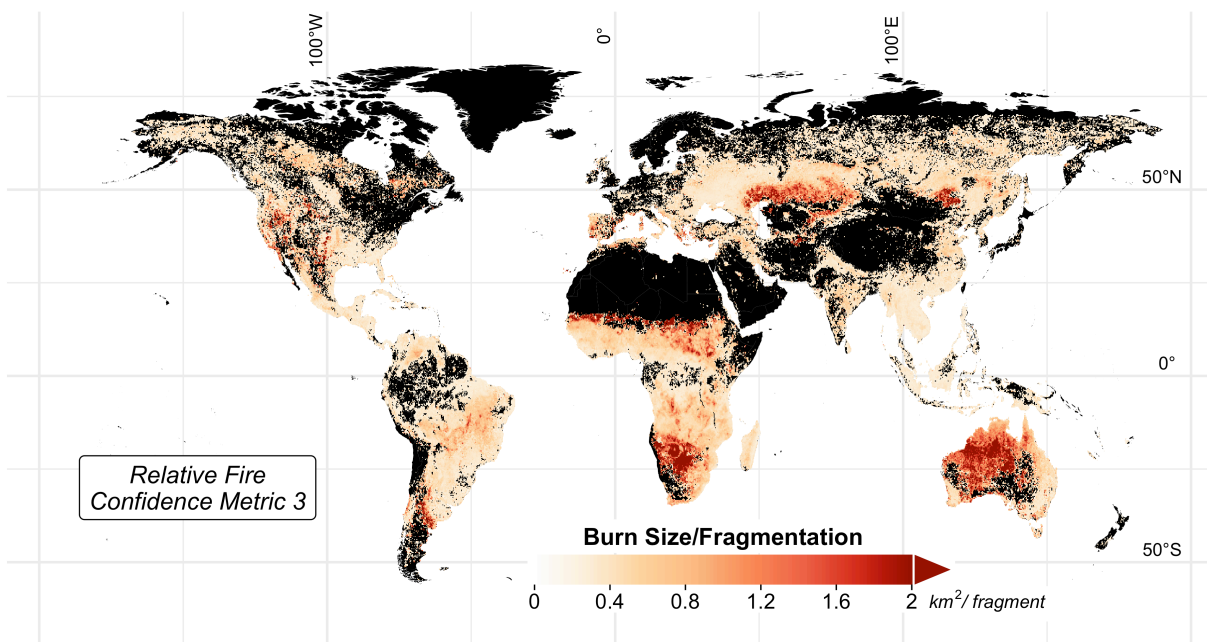 100°W
0°
100°E
50°N
0°
50°S
Relative Fire
Confidence Metric 3
Burn Size/Fragmentation
0 0.4 0.8 1.2 1.6 2 km²/ fragment